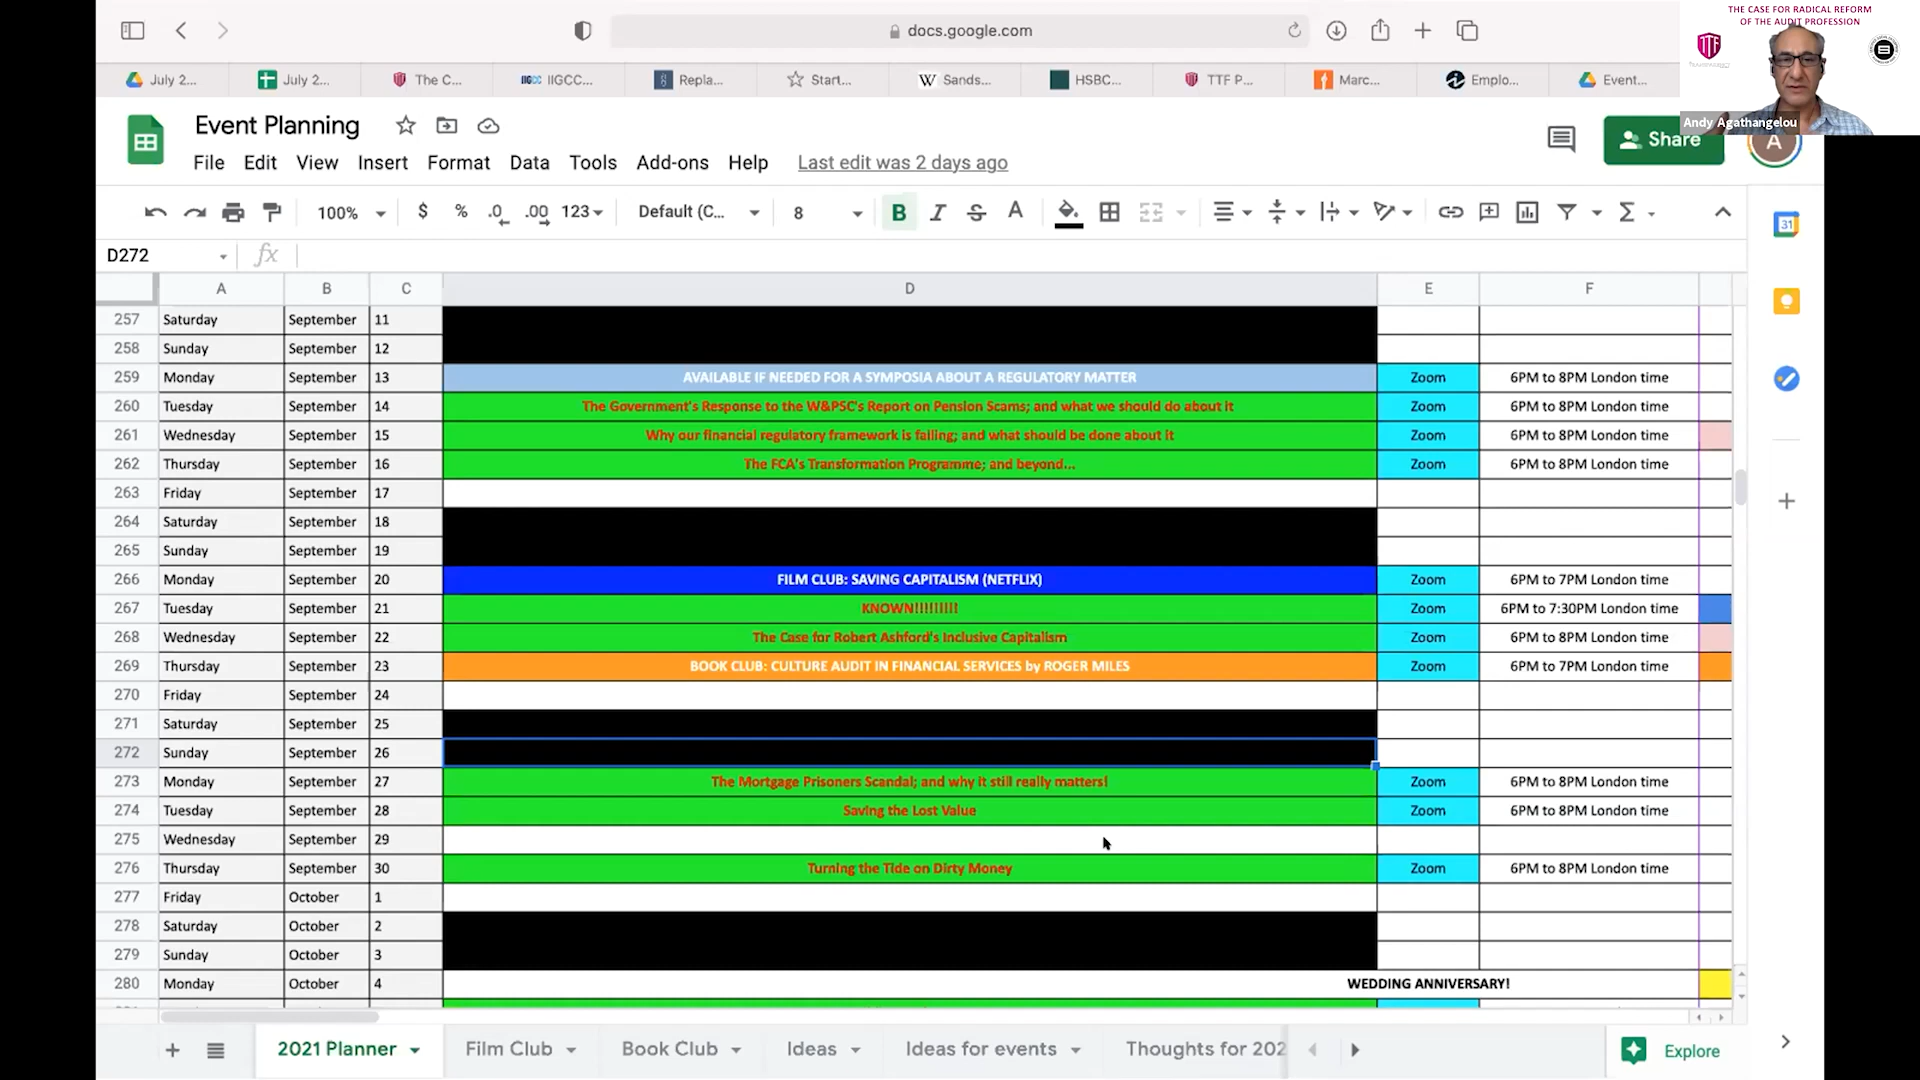 THE CASE FOR RADICAL REFORM
OF THE AUDIT PROFESSION
docs.google.com
July 2... July 2... The C... IIGCC IIGCC... Repla... Start... W Sands... HSBC... TTF P... Marc... Emplo... Event...
TTF
Andy Agathangelou
Event Planning
Share
A
File Edit View Insert Format Data Tools Add-ons Help Last edit was 2 days ago
100% $ % .0 .00 123 Default (C... 8 B I S A
31
D272 fx
A B C D E F
257 Saturday September 11
258 Sunday September 12
259 Monday September 13 AVAILABLE IF NEEDED FOR A SYMPOSIA ABOUT A REGULATORY MATTER Zoom 6PM to 8PM London time
260 Tuesday September 14 The Government's Response to the W&PSC's Report on Pension Scams; and what we should do about it Zoom 6PM to 8PM London time
261 Wednesday September 15 Why our financial regulatory framework is failing; and what should be done about it Zoom 6PM to 8PM London time
262 Thursday September 16 The FCA's Transformation Programme; and beyond... Zoom 6PM to 8PM London time
263 Friday September 17
264 Saturday September 18
265 Sunday September 19
266 Monday September 20 FILM CLUB: SAVING CAPITALISM (NETFLIX) Zoom 6PM to 7PM London time
267 Tuesday September 21 KNOWN!!!!!!!!! Zoom 6PM to 7:30PM London time
268 Wednesday September 22 The Case for Robert Ashford's Inclusive Capitalism Zoom 6PM to 8PM London time
269 Thursday September 23 BOOK CLUB: CULTURE AUDIT IN FINANCIAL SERVICES by ROGER MILES Zoom 6PM to 7PM London time
270 Friday September 24
271 Saturday September 25
272 Sunday September 26
273 Monday September 27 The Mortgage Prisoners Scandal; and why it still really matters! Zoom 6PM to 8PM London time
274 Tuesday September 28 Saving the Lost Value Zoom 6PM to 8PM London time
275 Wednesday September 29
276 Thursday September 30 Turning the Tide on Dirty Money Zoom 6PM to 8PM London time
277 Friday October 1
278 Saturday October 2
279 Sunday October 3
280 Monday October 4 WEDDING ANNIVERSARY!
2021 Planner Film Club Book Club Ideas Ideas for events Thoughts for 202 Explore